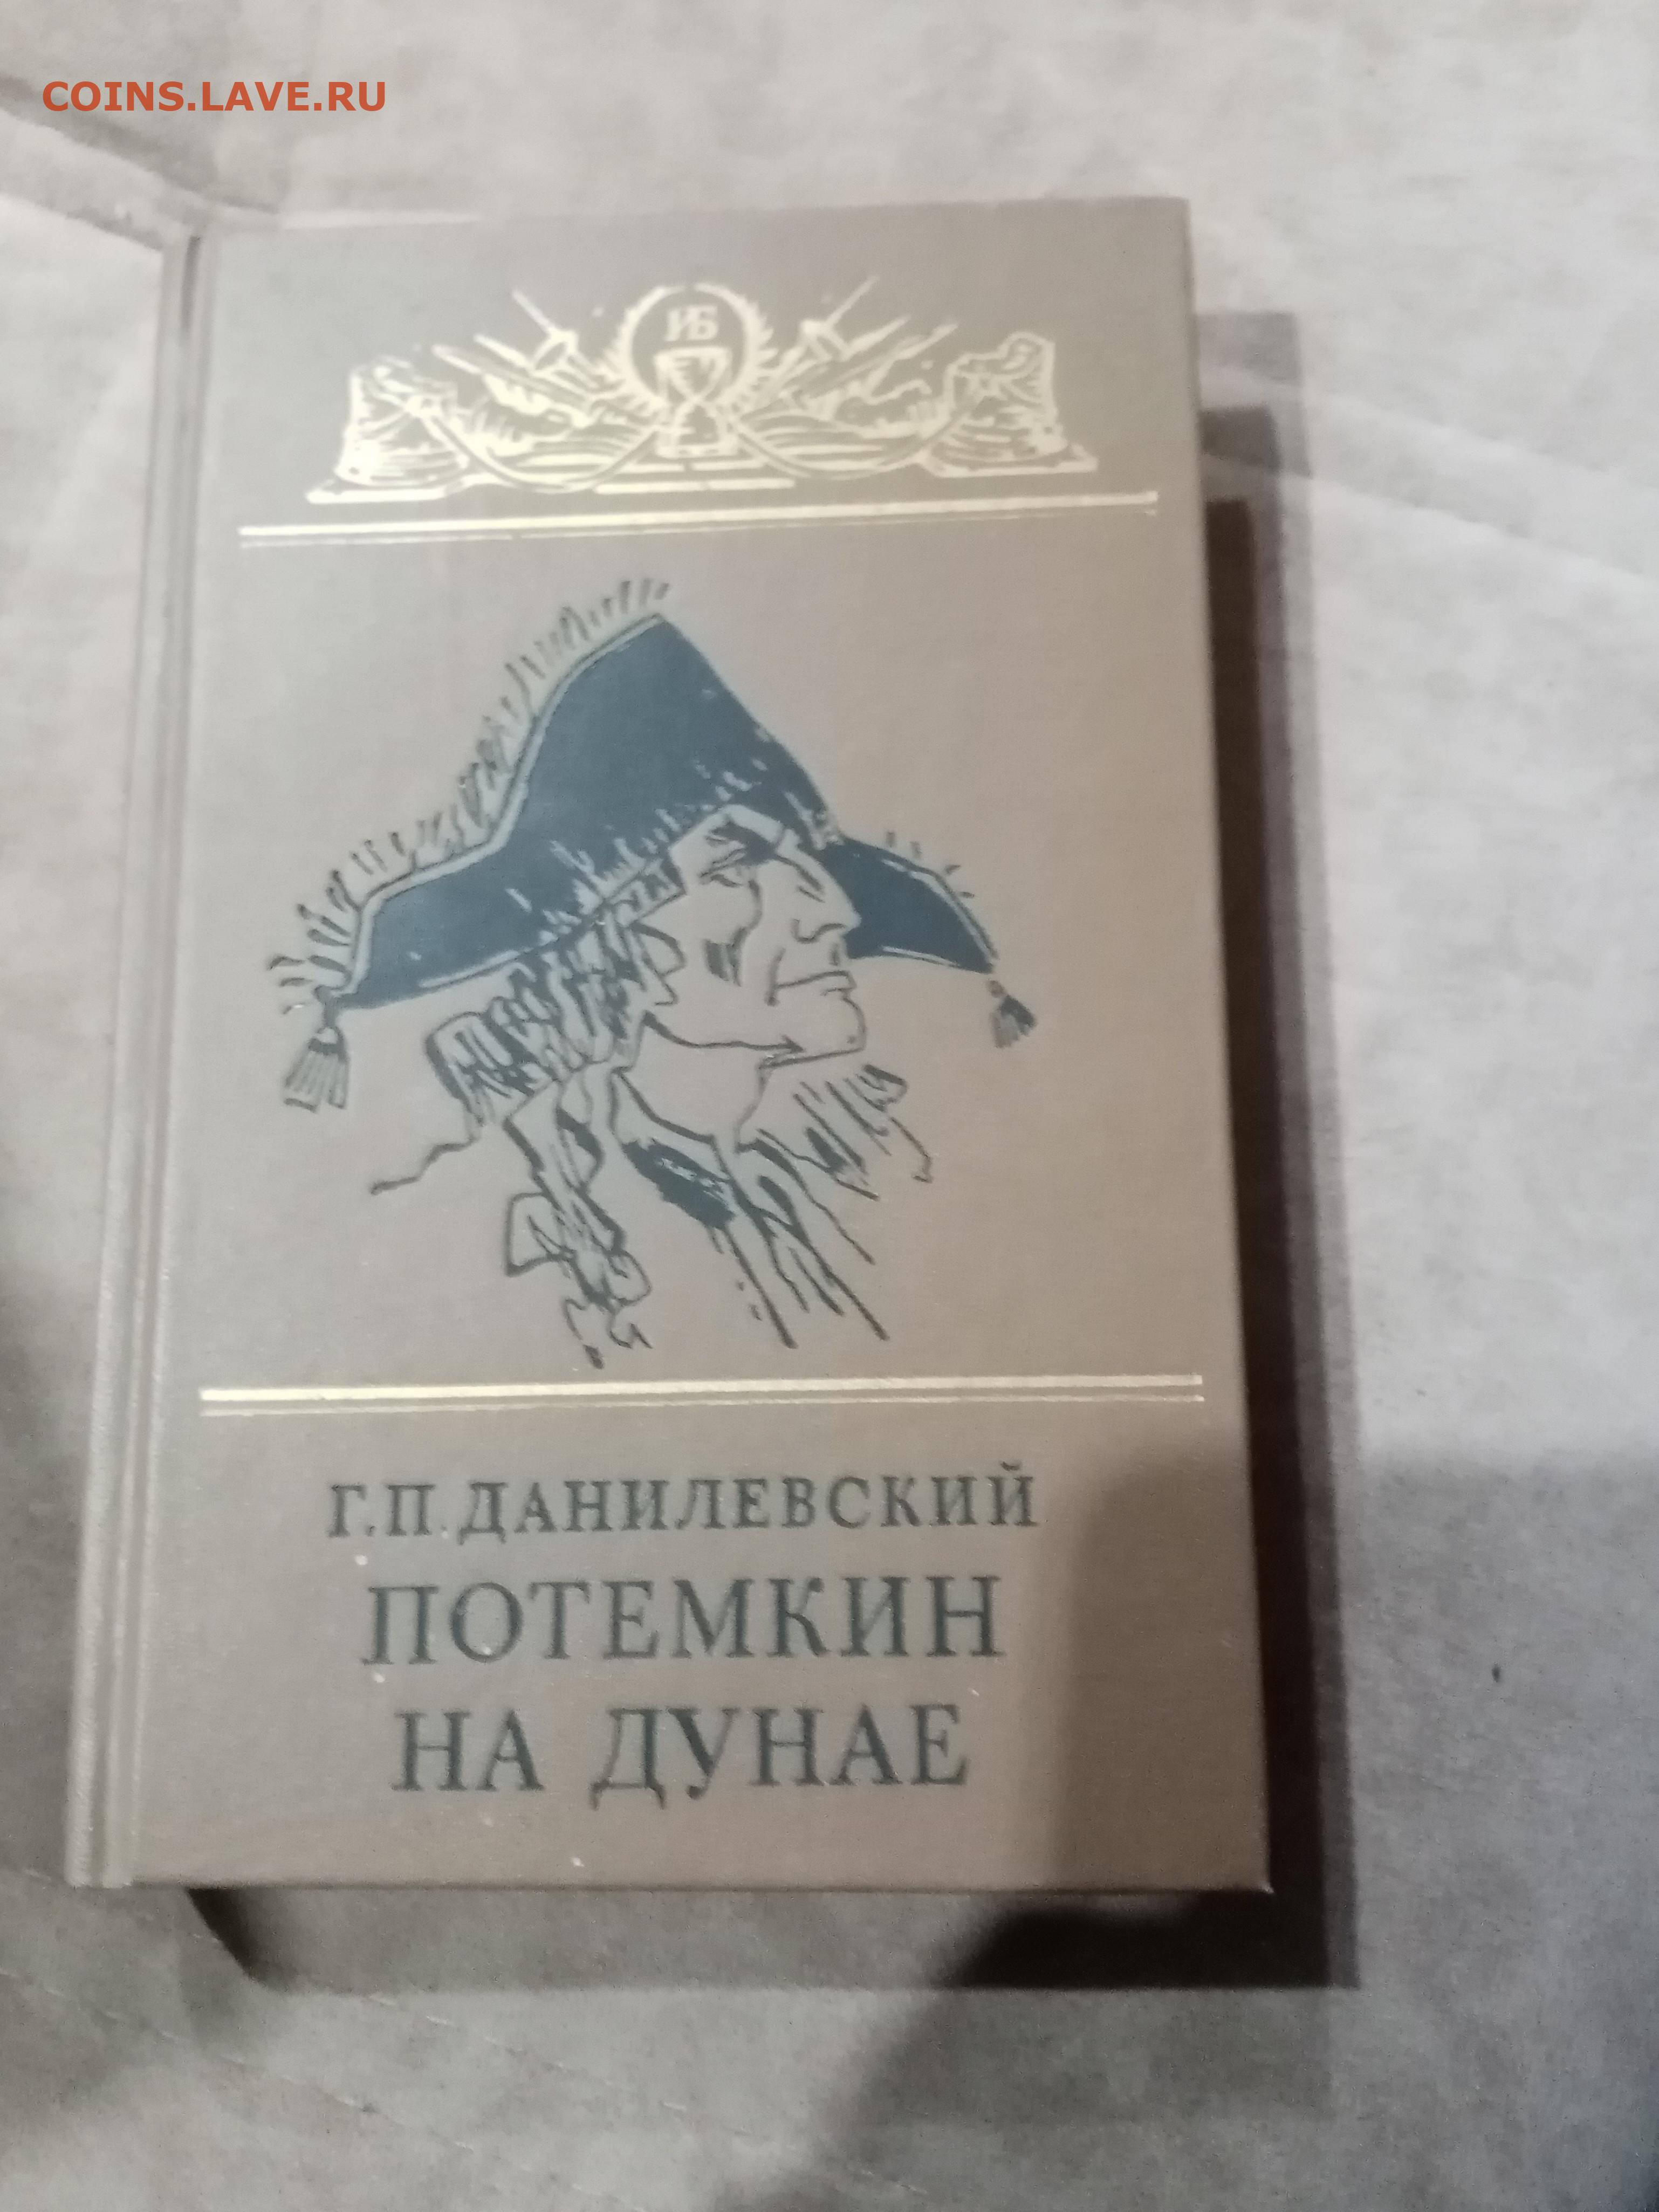 COINS.LAVE.RU
ИБ
Г.П.ДАНИЛЕВСКИЙ
ПОТЕМКИН
НА ДУНАЕ